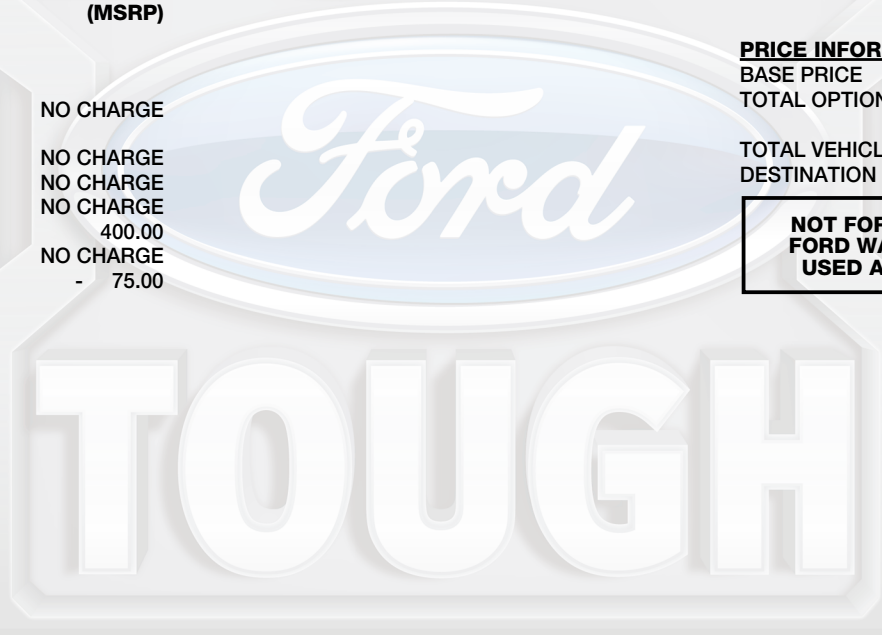 (MSRP)
NO CHARGE
NO CHARGE
NO CHARGE
NO CHARGE
400.00
NO CHARGE
- 75.00
PRICE INFOR
BASE PRICE
TOTAL OPTION
TOTAL VEHICL
DESTINATION
NOT FOR
FORD WA
USED A
Ford
TOUGH